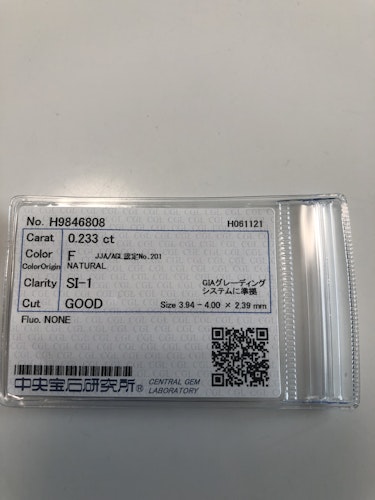 No. H9846808 H061121
Carat 0.233 ct
Color F JJA/AGL認定No.201
ColorOrigin NATURAL
Clarity SI-1 GIAグレーディング
システムに準拠
Cut GOOD Size 3.94 - 4.00 × 2.39 mm
Fluo. NONE
中央宝石研究所® CENTRAL GEM
LABORATORY